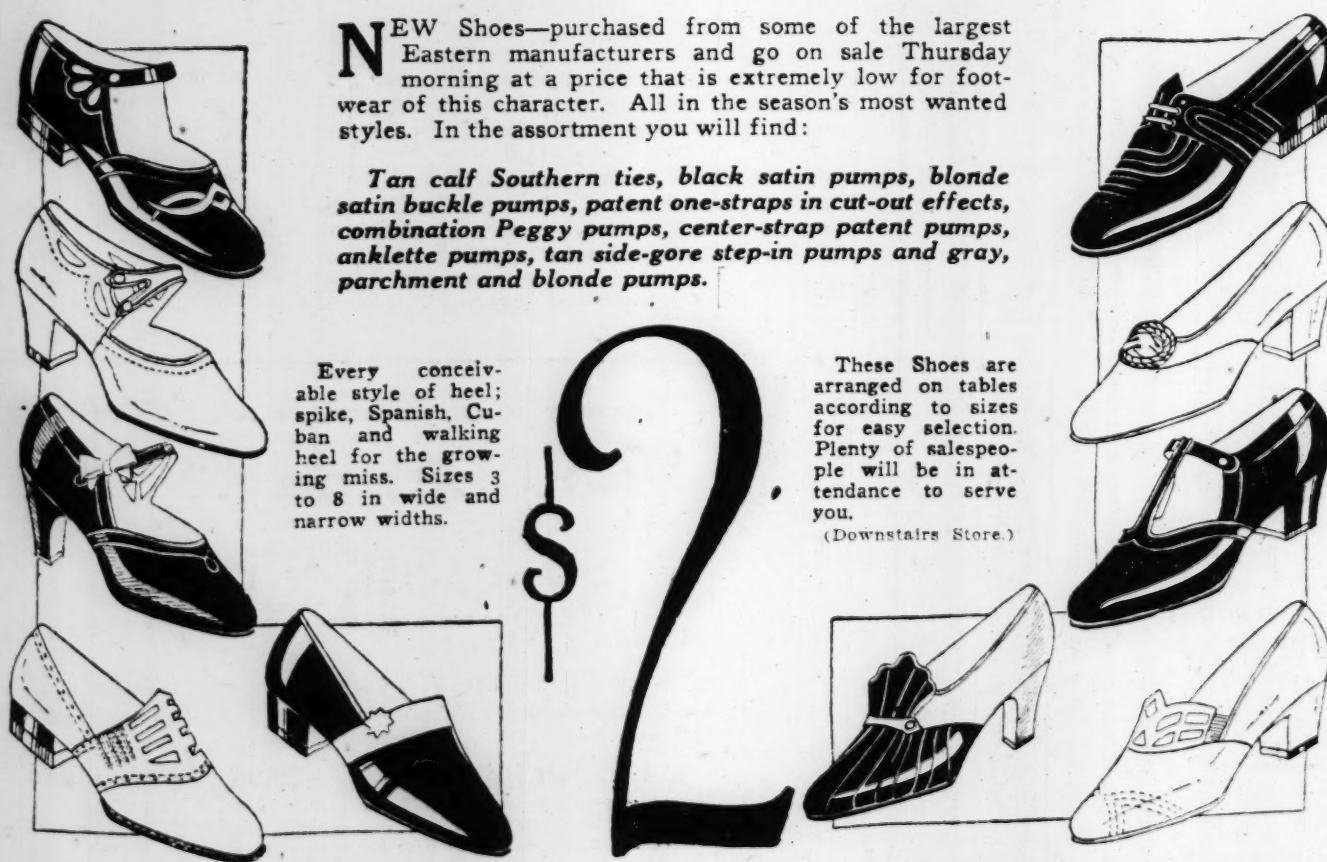 NEW Shoes—purchased from some of the largest
Eastern manufacturers and go on sale Thursday
morning at a price that is extremely low for foot-
wear of this character. All in the season's most wanted
styles. In the assortment you will find:
Tan calf Southern ties, black satin pumps, blonde
satin buckle pumps, patent one-straps in cut-out effects,
combination Peggy pumps, center-strap patent pumps,
anklette pumps, tan side-gore step-in pumps and gray,
parchment and blonde pumps.
Every conceiv-
able style of heel;
spike, Spanish, Cu-
ban and walking
heel for the grow-
ing miss. Sizes 3
to 8 in wide and
narrow widths.
$2
These Shoes are
arranged on tables
according to sizes
for easy selection.
Plenty of salespeo-
ple will be in at-
tendance to serve
you.
(Downstairs Store.)